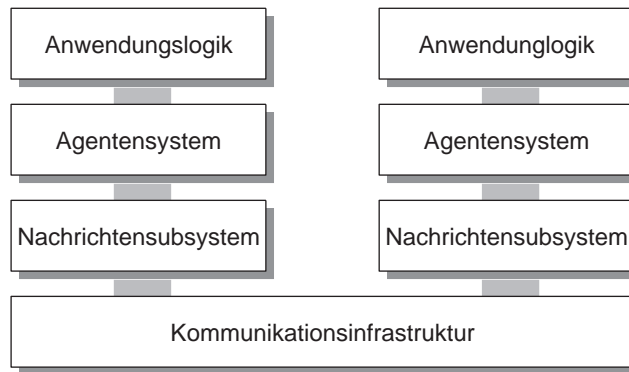 Anwendungslogik
Anwendunglogik
Agentensystem
Agentensystem
Nachrichtensubsystem
Nachrichtensubsystem
Kommunikationsinfrastruktur